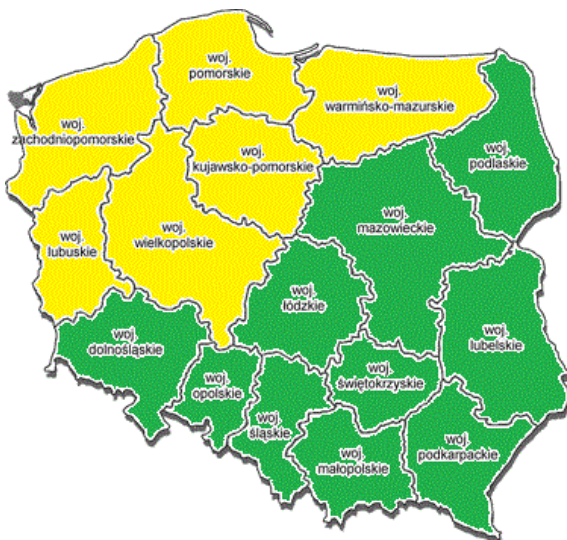 woj.
pomorskie
woj.
warmińsko-mazurskie
woj.
zachodniopomorskie
woj.
podlaskie
woj.
kujawsko-pomorskie
woj.
mazowieckie
woj.
lubuskie
woj.
wielkopolskie
woj.
łódzkie
woj.
lubelskie
woj.
dolnośląskie
woj.
opolskie
woj.
świętokrzyskie
woj.
śląskie
woj.
małopolskie
woj.
podkarpackie